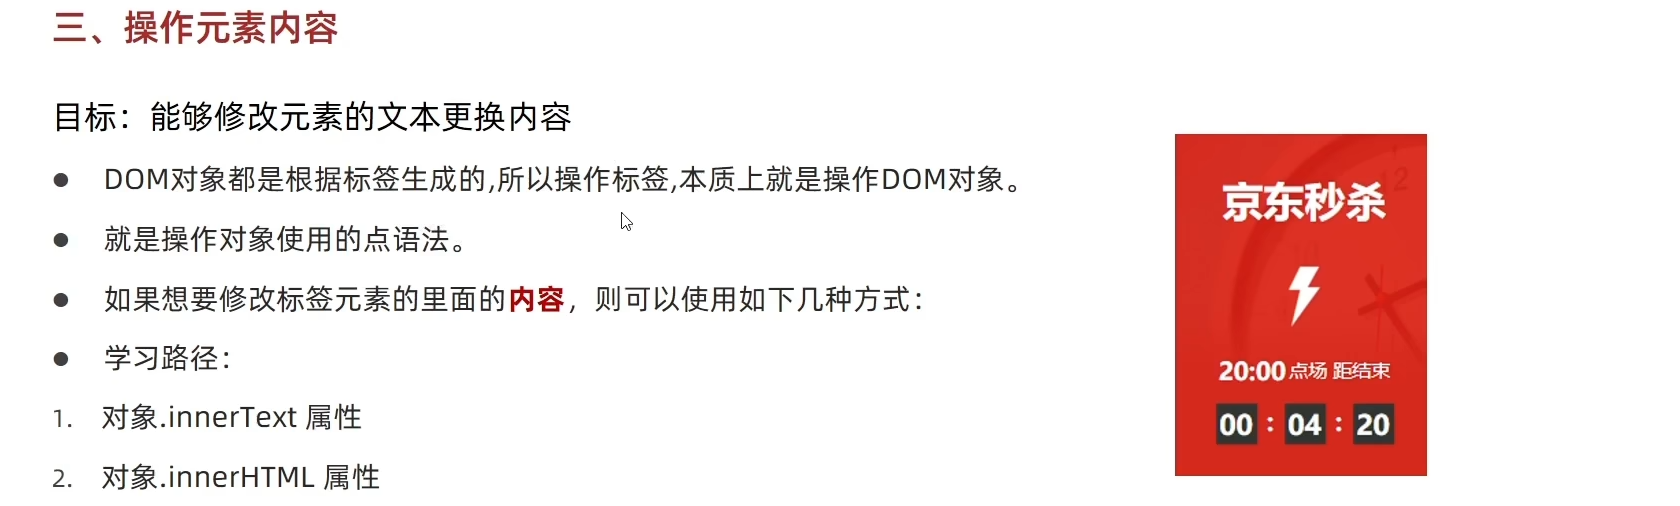 三、操作元素内容
目标：能够修改元素的文本更换内容
● DOM对象都是根据标签生成的,所以操作标签,本质上就是操作DOM对象。
● 就是操作对象使用的点语法。
● 如果想要修改标签元素的里面的内容，则可以使用如下几种方式：
● 学习路径：
1. 对象.innerText 属性
2. 对象.innerHTML 属性
京东秒杀
20:00 点场 距结束
00 : 04 : 20